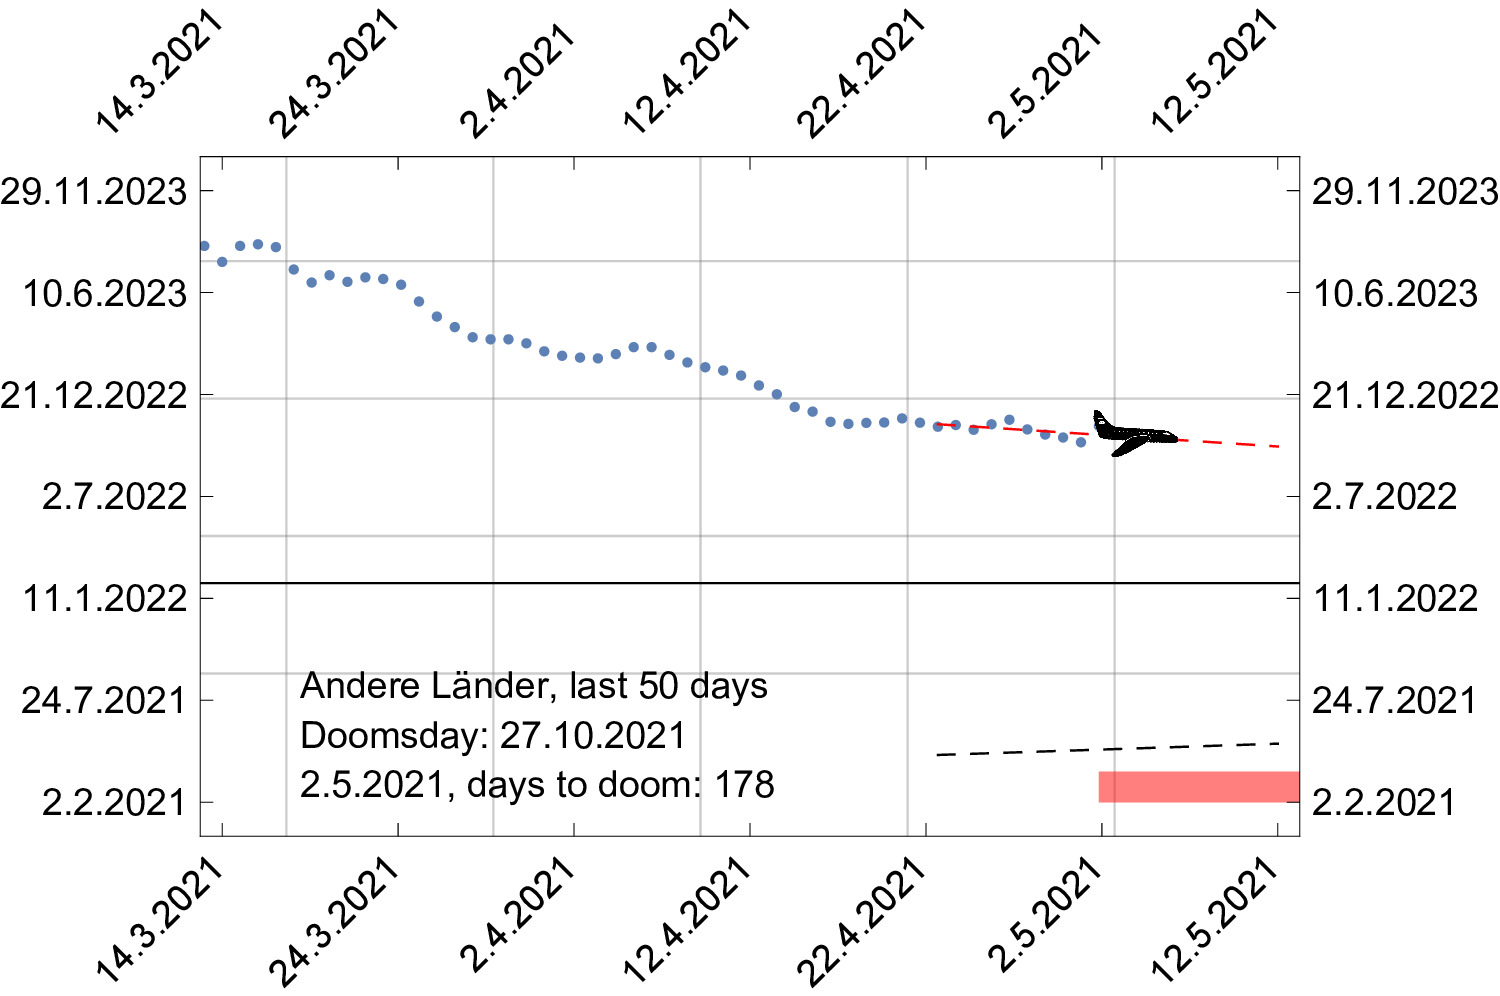 14.3.2021 24.3.2021 2.4.2021 12.4.2021 22.4.2021 2.5.2021 12.5.2021
29.11.2023 29.11.2023
10.6.2023 10.6.2023
21.12.2022 21.12.2022
2.7.2022 2.7.2022
11.1.2022 11.1.2022
24.7.2021 24.7.2021
2.2.2021 2.2.2021
Andere Länder, last 50 days
Doomsday: 27.10.2021
2.5.2021, days to doom: 178
14.3.2021 24.3.2021 2.4.2021 12.4.2021 22.4.2021 2.5.2021 12.5.2021